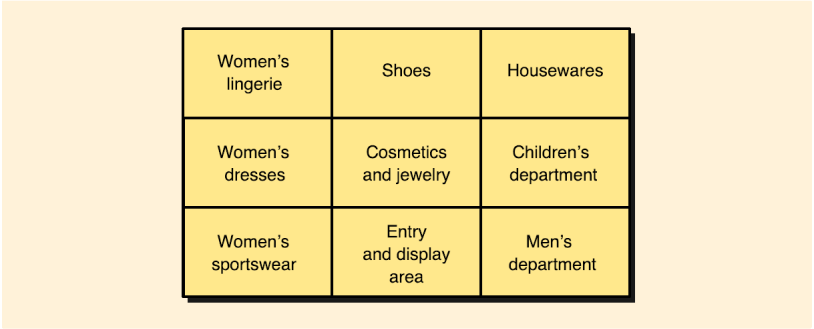 Women’s
lingerie
Shoes
Housewares
Women’s
dresses
Cosmetics
and jewelry
Children’s
department
Women’s
sportswear
Entry
and display
area
Men’s
department